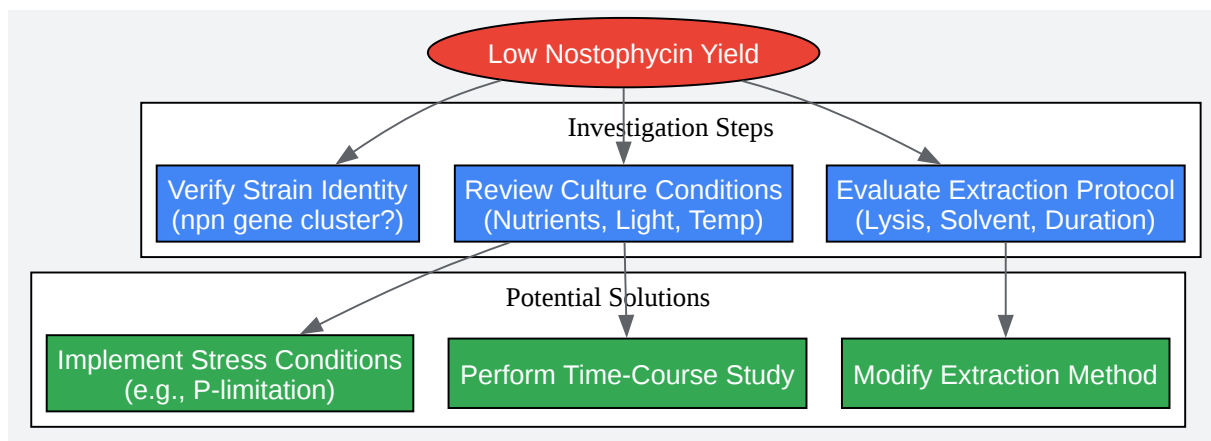 Low Nostophycin Yield
Investigation Steps
Verify Strain Identity
(npn gene cluster?)
Review Culture Conditions
(Nutrients, Light, Temp)
Evaluate Extraction Protocol
(Lysis, Solvent, Duration)
Potential Solutions
Implement Stress Conditions
(e.g., P-limitation)
Perform Time-Course Study
Modify Extraction Method